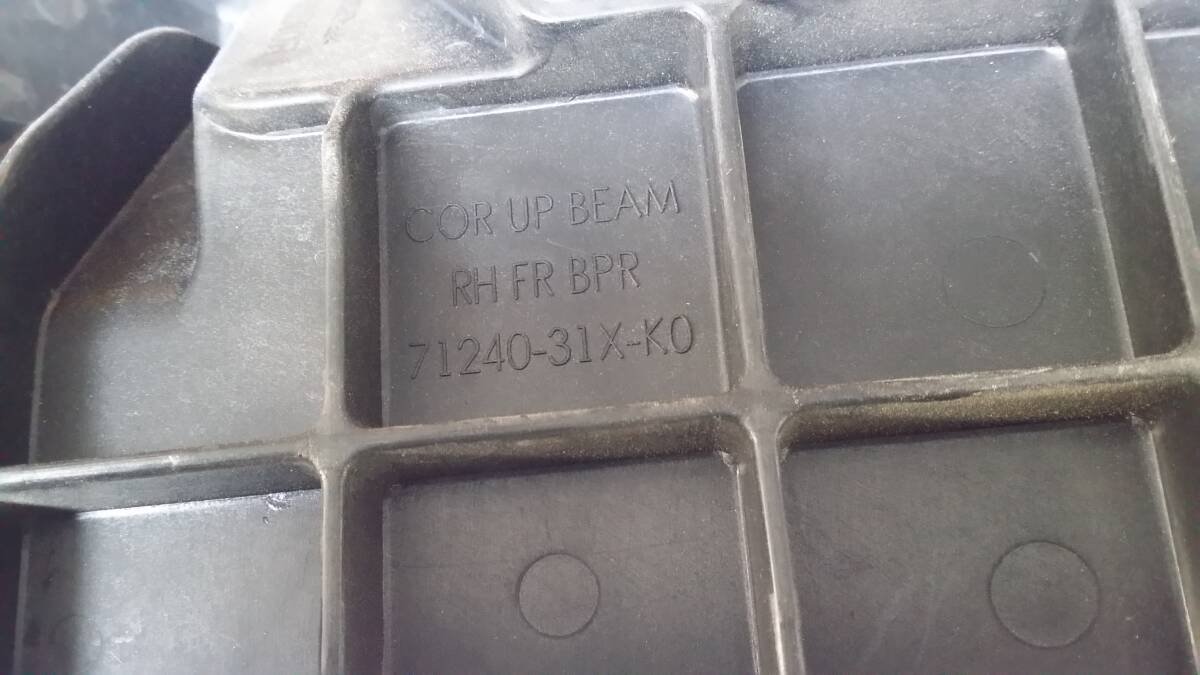 COR UP BEAM
RH FR BPR
71240-31X-K0